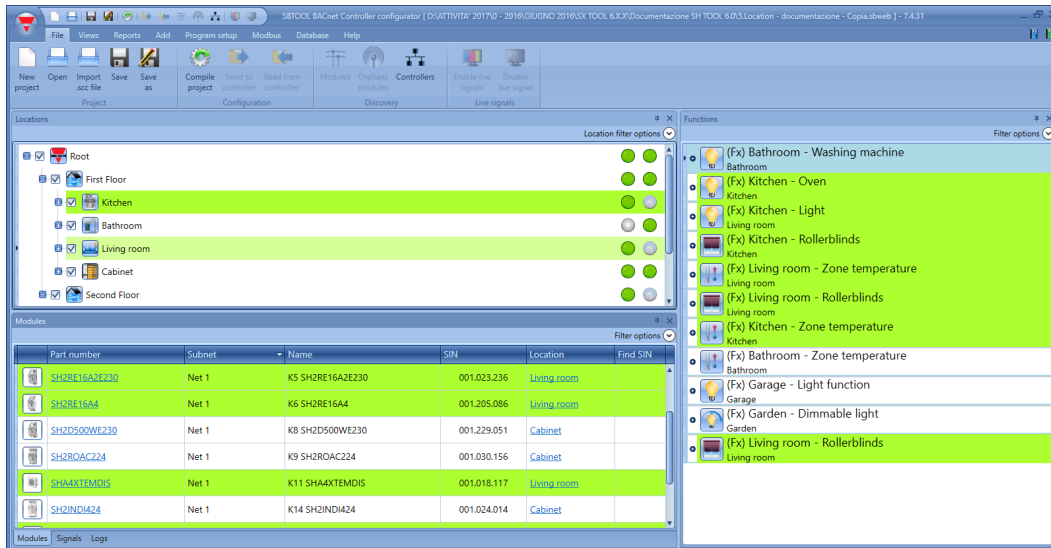 SBTOOL BACnet Controller configurator [ D:\ATTIVITA' 2017\0 - 2016\GIUGNO 2016\SX TOOL 6.X.X\Documentazione SH TOOL 6.0\5.Location - documentazione - Copia.sbweb ] - 7.4.31
File Views Reports Add Program setup Modbus Database Help
New project
Open
Import .scc file
Save
Save as
Compile project
Send to controller
Read from controller
Modules
Orphans modules
Controllers
Enable live signals
Disable live signal
Project Configuration Discovery Live signals
Locations
Location filter options
Root
First Floor
Kitchen
Bathroom
Living room
Cabinet
Second Floor
Modules
Filter options
Part number Subnet Name SIN Location Find SIN
SH2RE16A2E230 Net 1 K5 SH2RE16A2E230 001.023.236 Living room
SH2RE16A4 Net 1 K6 SH2RE16A4 001.205.086 Living room
SH2D500WE230 Net 1 K8 SH2D500WE230 001.229.051 Cabinet
SH2ROAC224 Net 1 K9 SH2ROAC224 001.030.156 Cabinet
SHA4XTEMDIS Net 1 K11 SHA4XTEMDIS 001.018.117 Living room
SH2INDI424 Net 1 K14 SH2INDI424 001.024.014 Cabinet
Modules Signals Logs
Functions
Filter options
(Fx) Bathroom - Washing machine
Bathroom
(Fx) Kitchen - Oven
Kitchen
(Fx) Kitchen - Light
Living room
(Fx) Kitchen - Rollerblinds
Kitchen
(Fx) Living room - Zone temperature
Living room
(Fx) Living room - Rollerblinds
Living room
(Fx) Kitchen - Zone temperature
Kitchen
(Fx) Bathroom - Zone temperature
Bathroom
(Fx) Garage - Light function
Garage
(Fx) Garden - Dimmable light
Garden
(Fx) Living room - Rollerblinds
Living room